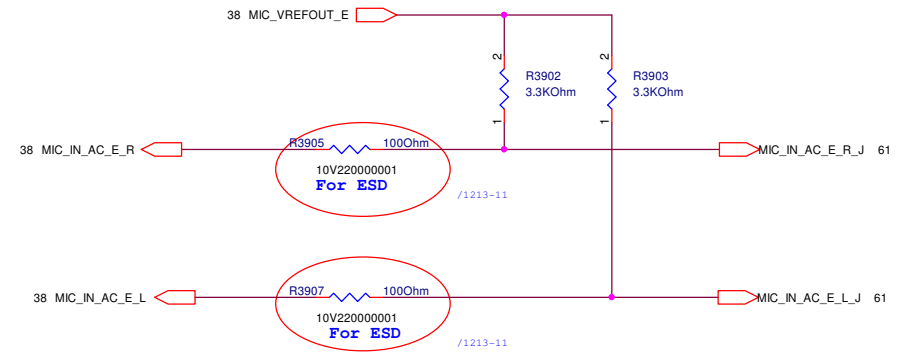 38 MIC_VREFOUT_E
2 2
R3902 R3903
3.3KOhm 3.3KOhm
1 1
38 MIC_IN_AC_E_R R3905 100Ohm MIC_IN_AC_E_R_J 61
10V220000001
For ESD
/1213-11
38 MIC_IN_AC_E_L R3907 100Ohm MIC_IN_AC_E_L_J 61
10V220000001
For ESD
/1213-11